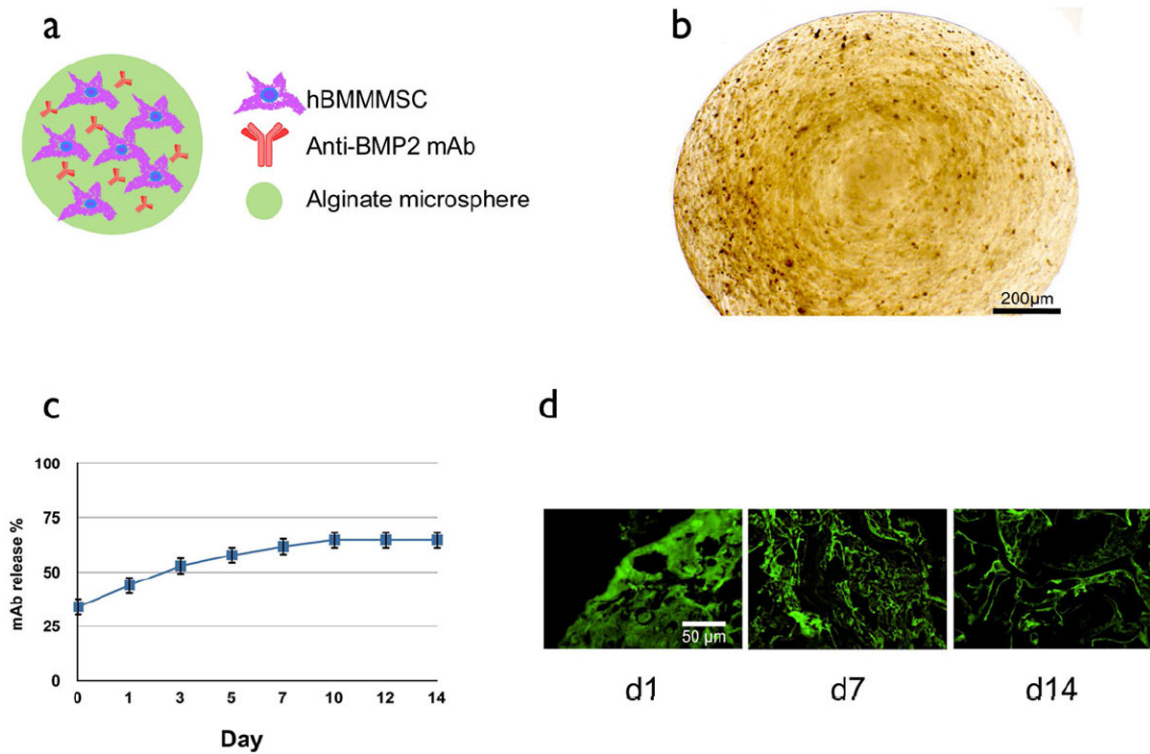 a
hBMMMSC
Anti-BMP2 mAb
Alginate microsphere
b
200μm
c
mAb release %
100
75
50
25
0
0 1 3 5 7 10 12 14
Day
d
50 μm
d1 d7 d14